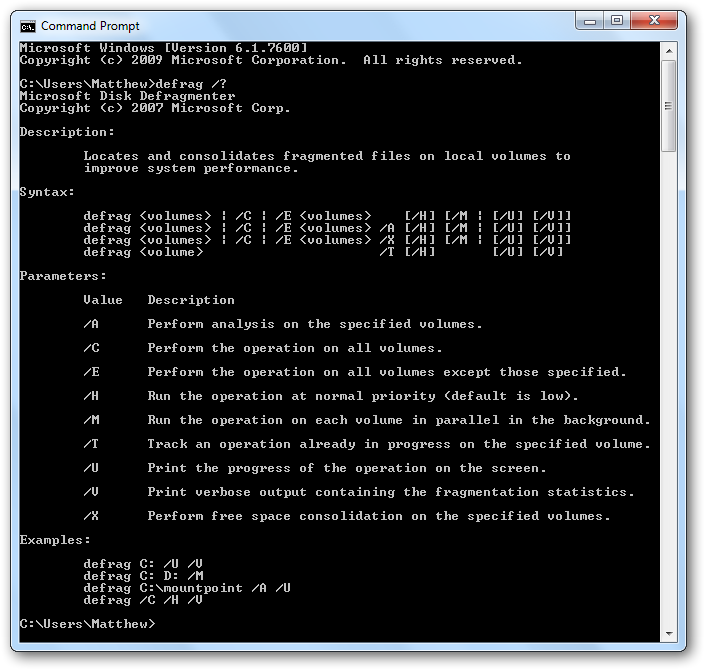 Command Prompt
Microsoft Windows [Version 6.1.7600]
Copyright (c) 2009 Microsoft Corporation.  All rights reserved.
C:\Users\Matthew>defrag /?
Microsoft Disk Defragmenter
Copyright (c) 2007 Microsoft Corp.
Description:
        Locates and consolidates fragmented files on local volumes to
        improve system performance.
Syntax:
        defrag <volumes> | /C | /E <volumes>    [/H] [/M | [/U] [/V]]
        defrag <volumes> | /C | /E <volumes> /A [/H] [/M | [/U] [/V]]
        defrag <volumes> | /C | /E <volumes> /X [/H] [/M | [/U] [/V]]
        defrag <volume>                      /T [/H]       [/U] [/V]
Parameters:
        Value   Description
        /A      Perform analysis on the specified volumes.
        /C      Perform the operation on all volumes.
        /E      Perform the operation on all volumes except those specified.
        /H      Run the operation at normal priority (default is low).
        /M      Run the operation on each volume in parallel in the background.
        /T      Track an operation already in progress on the specified volume.
        /U      Print the progress of the operation on the screen.
        /V      Print verbose output containing the fragmentation statistics.
        /X      Perform free space consolidation on the specified volumes.
Examples:
        defrag C: /U /V
        defrag C: D: /M
        defrag C:\mountpoint /A /U
        defrag /C /H /V
C:\Users\Matthew>